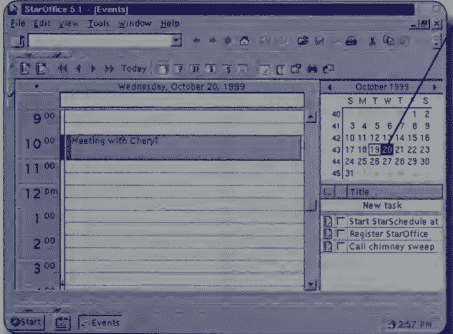 StarOffice 5.1 - [Events]
File Edit View Tools Window Help
Today
Wednesday, October 20, 1999
9 00
10 00 Meeting with Cheryl
11 00
12 pm
1 00
2 00
3 00
October 1999
S M T W T F S
40 1 2
41 3 4 5 6 7 8 9
42 10 11 12 13 14 15 16
43 17 18 19 20 21 22 23
44 24 25 26 27 28 29 30
45 31
Title
New task
Start StarSchedule at
Register StarOffice
Call chimney sweep
Start
Events
2:57 PM